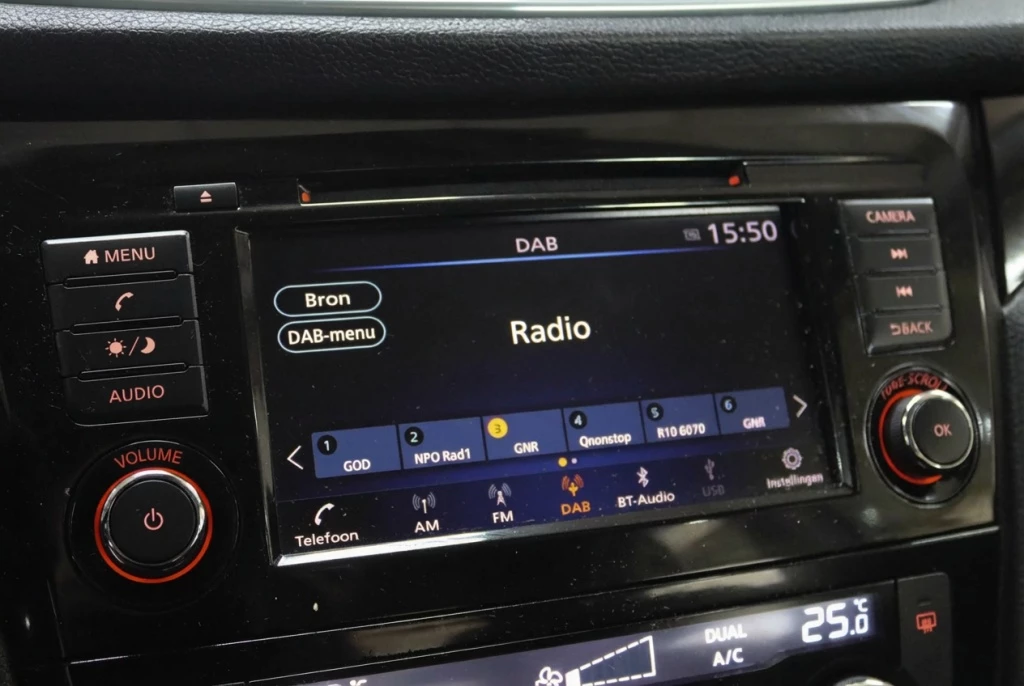 MENU
AUDIO
VOLUME
DAB
15:50
Bron
DAB-menu
Radio
1 GOD
2 NPO Rad1
3 GNR
4 Qnonstop
5 R10 6070
6 GNR
Telefoon
AM
FM
DAB
BT-Audio
USB
Instellingen
CAMERA
BACK
TUNE·SCROLL
OK
DUAL
A/C
25.0 °C